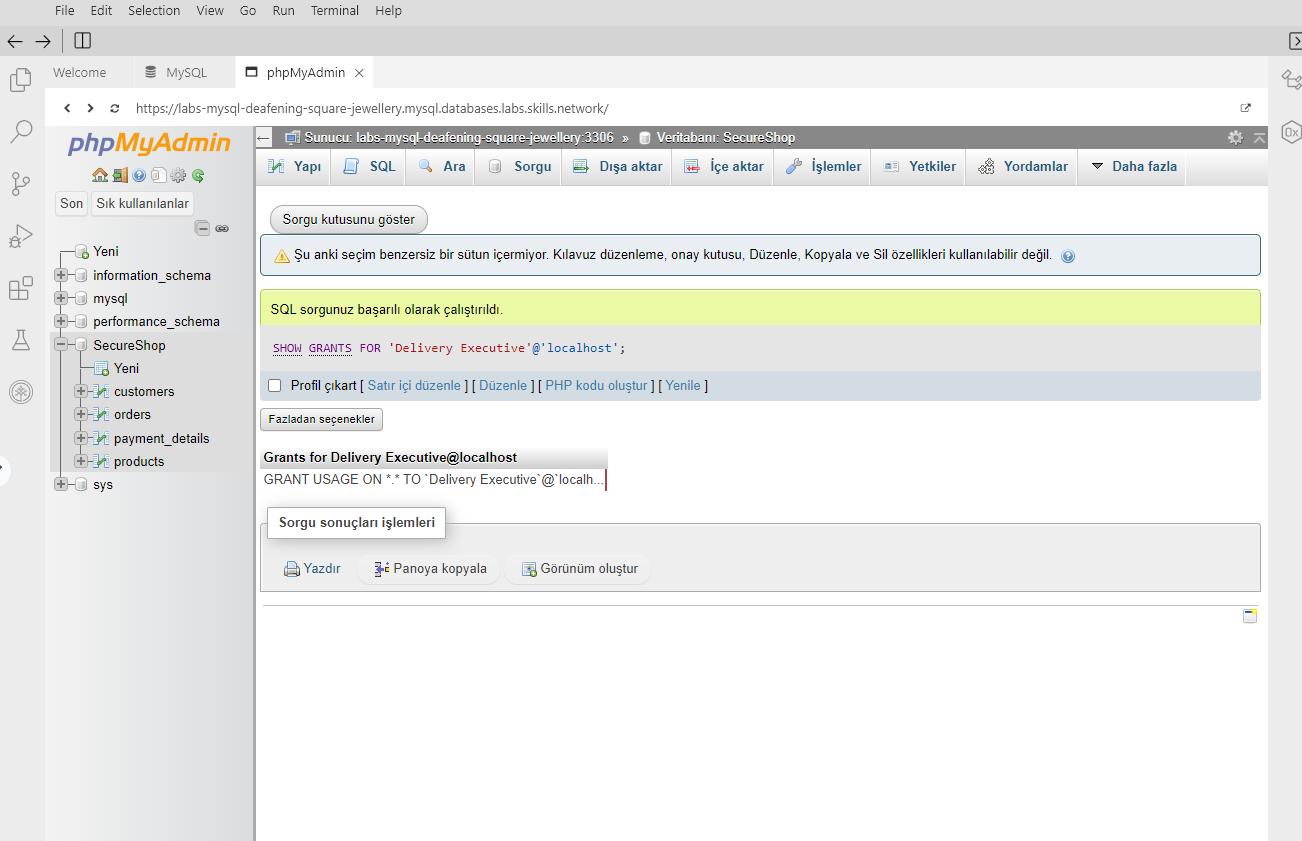 File Edit Selection View Go Run Terminal Help
Welcome MySQL phpMyAdmin
https://labs-mysql-deafening-square-jewellery.mysql.databases.labs.skills.network/
phpMyAdmin
Son Sık kullanılanlar
Yeni
information_schema
mysql
performance_schema
SecureShop
Yeni
customers
orders
payment_details
products
sys
Sunucu: labs-mysql-deafening-square-jewellery:3306 » Veritabanı: SecureShop
Yapı SQL Ara Sorgu Dışa aktar İçe aktar İşlemler Yetkiler Yordamlar Daha fazla
Sorgu kutusunu göster
Şu anki seçim benzersiz bir sütun içermiyor. Kılavuz düzenleme, onay kutusu, Düzenle, Kopyala ve Sil özellikleri kullanılabilir değil.
SQL sorgunuz başarılı olarak çalıştırıldı.
SHOW GRANTS FOR 'Delivery Executive'@'localhost';
Profil çıkart [ Satır içi düzenle ] [ Düzenle ] [ PHP kodu oluştur ] [ Yenile ]
Fazladan seçenekler
Grants for Delivery Executive@localhost
GRANT USAGE ON *.* TO `Delivery Executive`@`localh...
Sorgu sonuçları işlemleri
Yazdır Panoya kopyala Görünüm oluştur
0x